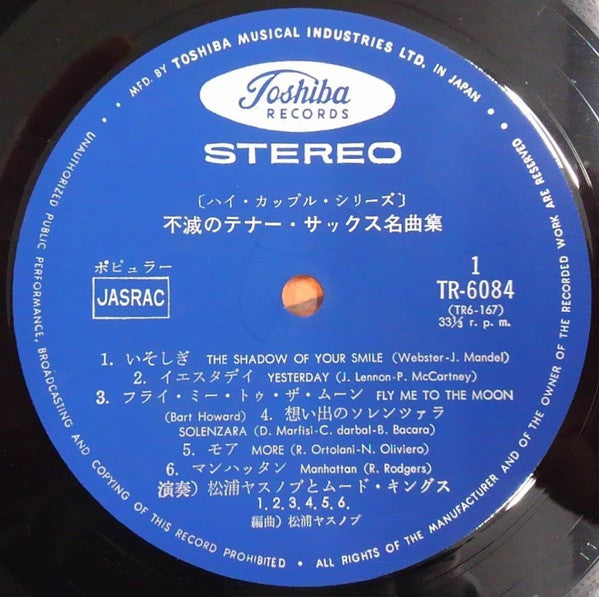 MFD. BY TOSHIBA MUSICAL INDUSTRIES LTD. IN JAPAN
Toshiba
RECORDS
STEREO
〔ハイ・カップル・シリーズ〕
不滅のテナー・サックス名曲集
ポピュラー
JASRAC
1
TR-6084
(TR6-167)
33⅓ r. p. m.
1. いそしぎ THE SHADOW OF YOUR SMILE (Webster-J. Mandel)
2. イエスタデイ YESTERDAY (J. Lennon-P. McCartney)
3. フライ・ミー・トゥ・ザ・ムーン FLY ME TO THE MOON
(Bart Howard) 4. 想い出のソレンツァラ
SOLENZARA (D. Marfisi-C. darbal-B. Bacara)
5. モア MORE (R. Ortolani-N. Oliviero)
6. マンハッタン Manhattan (R. Rodgers)
演奏) 松浦ヤスノブとムード・キングス
1. 2. 3. 4. 5. 6.
編曲) 松浦ヤスノブ
UNAUTHORIZED PUBLIC PERFORMANCE, BROADCASTING AND COPYING OF THIS RECORD PROHIBITED • ALL RIGHTS OF THE MANUFACTURER AND OF THE OWNER OF THE RECORDED WORK ARE RESERVED